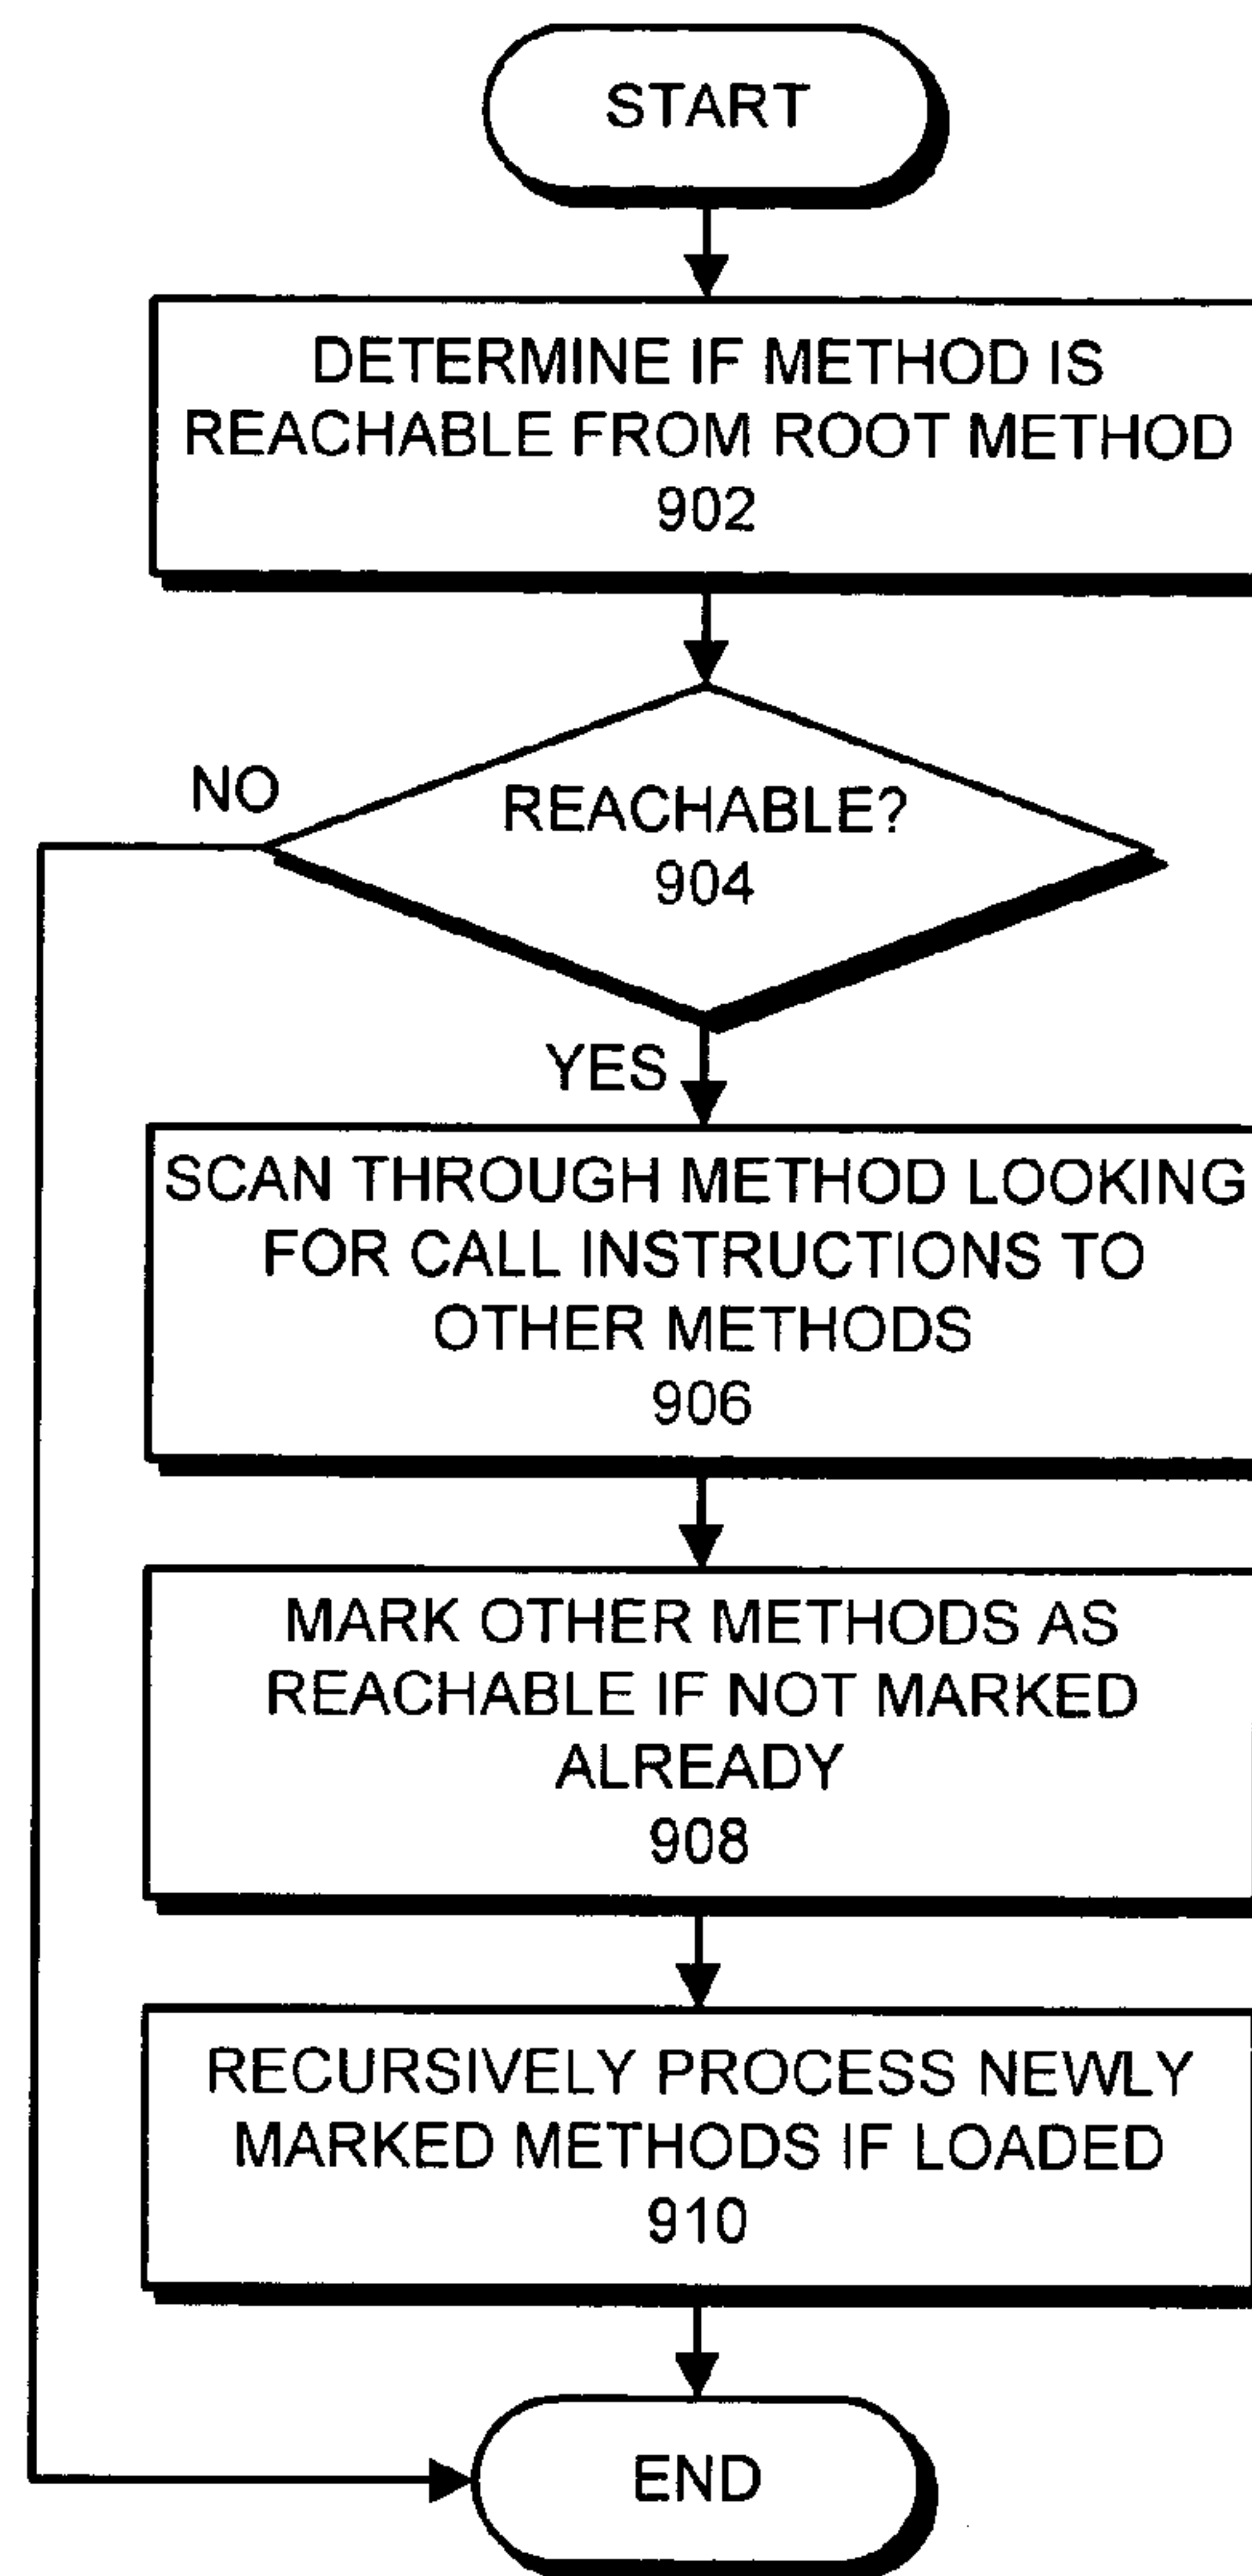 START
DETERMINE IF METHOD IS
REACHABLE FROM ROOT METHOD
902
REACHABLE?
904
NO
YES
SCAN THROUGH METHOD LOOKING
FOR CALL INSTRUCTIONS TO
OTHER METHODS
906
MARK OTHER METHODS AS
REACHABLE IF NOT MARKED
ALREADY
908
RECURSIVELY PROCESS NEWLY
MARKED METHODS IF LOADED
910
END